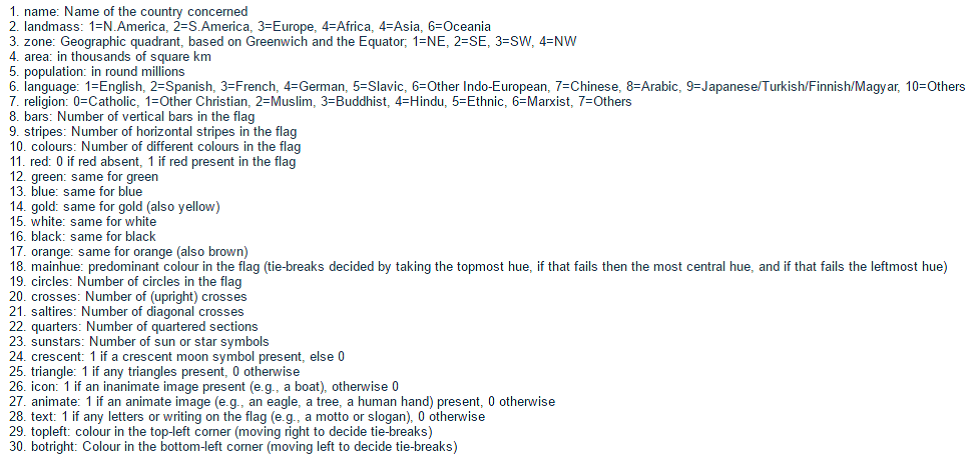 1. name: Name of the country concerned
2. landmass: 1=N.America, 2=S.America, 3=Europe, 4=Africa, 4=Asia, 6=Oceania
3. zone: Geographic quadrant, based on Greenwich and the Equator, 1=NE, 2=SE, 3=SW, 4=NW
4. area: in thousands of square km
5. population: in round millions
6. language: 1=English, 2=Spanish, 3=French, 4=German, 5=Slavic, 6=Other Indo-European, 7=Chinese, 8=Arabic, 9=Japanese/Turkish/Finnish/Magyar, 10=Others
7. religion: 0=Catholic, 1=Other Christian, 2=Muslim, 3=Buddhist, 4=Hindu, 5=Ethnic, 6=Marxist, 7=Others
8. bars: Number of vertical bars in the flag
9. stripes: Number of horizontal stripes in the flag
10. colours: Number of different colours in the flag
11. red: 0 if red absent, 1 if red present in the flag
12. green: same for green
13. blue: same for blue
14. gold: same for gold (also yellow)
15. white: same for white
16. black: same for black
17. orange: same for orange (also brown)
18. mainhue: predominant colour in the flag (tie-breaks decided by taking the topmost hue, if that fails then the most central hue, and if that fails the leftmost hue)
19. circles: Number of circles in the flag
20. crosses: Number of (upright) crosses
21. saltires: Number of diagonal crosses
22. quarters: Number of quartered sections
23. sunstars: Number of sun or star symbols
24. crescent: 1 if a crescent moon symbol present, else 0
25. triangle: 1 if any triangles present, 0 otherwise
26. icon: 1 if an inanimate image present (e.g., a boat), otherwise 0
27. animate: 1 if an animate image (e.g., an eagle, a tree, a human hand) present, 0 otherwise
28. text: 1 if any letters or writing on the flag (e.g., a motto or slogan), 0 otherwise
29. topleft: colour in the top-left corner (moving right to decide tie-breaks)
30. botright: Colour in the bottom-left corner (moving left to decide tie-breaks)